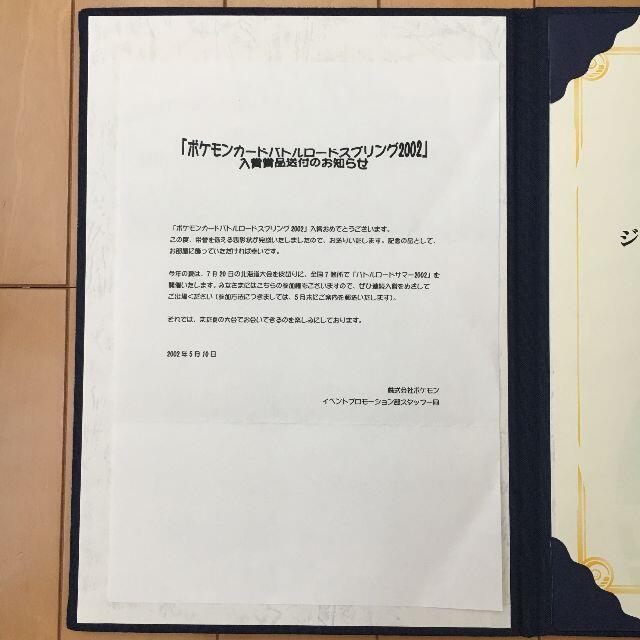 「ポケモンカードバトルロードスプリング2002」
入賞賞品送付のお知らせ
「ポケモンカードバトルロードスプリング2002」入賞おめでとうございます。
この度、栄誉を称える表彰状が完成いたしましたので、お送りいたします。記念の品として、
お部屋に飾っていただければ幸いです。
今年の夏は、7月20日の北海道大会を皮切りに、全国7箇所で「バトルロードサマー2002」を
開催いたします。みなさまにはこちらの参加権もございますので、ぜひ連続入賞をめざして
ご出場ください（参加方法につきましては、5月末にご案内を郵送いたします）。
それでは、また夏の大会でお会いできるのを楽しみにしております。
2002年5月10日
株式会社ポケモン
イベントプロモーション部スタッフ一同
ジ